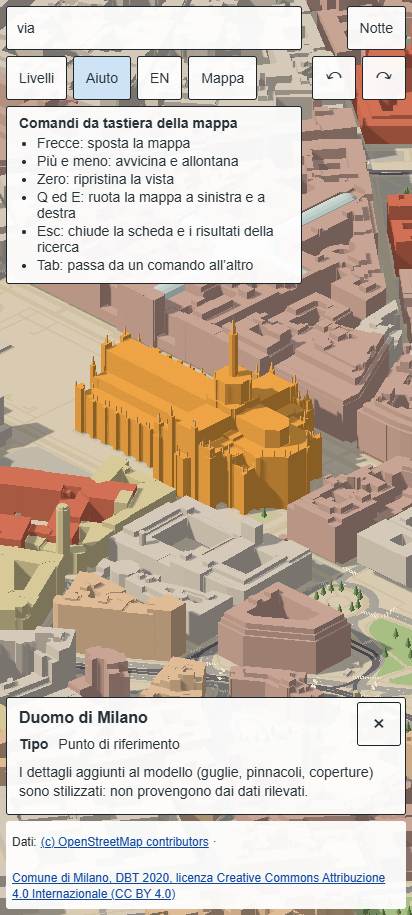 via
Notte
Livelli
Aiuto
EN
Mappa
Comandi da tastiera della mappa
• Frecce: sposta la mappa
• Più e meno: avvicina e allontana
• Zero: ripristina la vista
• Q ed E: ruota la mappa a sinistra e a
destra
• Esc: chiude la scheda e i risultati della
ricerca
• Tab: passa da un comando all’altro
Duomo di Milano
Tipo Punto di riferimento
I dettagli aggiunti al modello (guglie, pinnacoli, coperture)
sono stilizzati: non provengono dai dati rilevati.
Dati: (c) OpenStreetMap contributors ·
Comune di Milano, DBT 2020, licenza Creative Commons Attribuzione
4.0 Internazionale (CC BY 4.0)